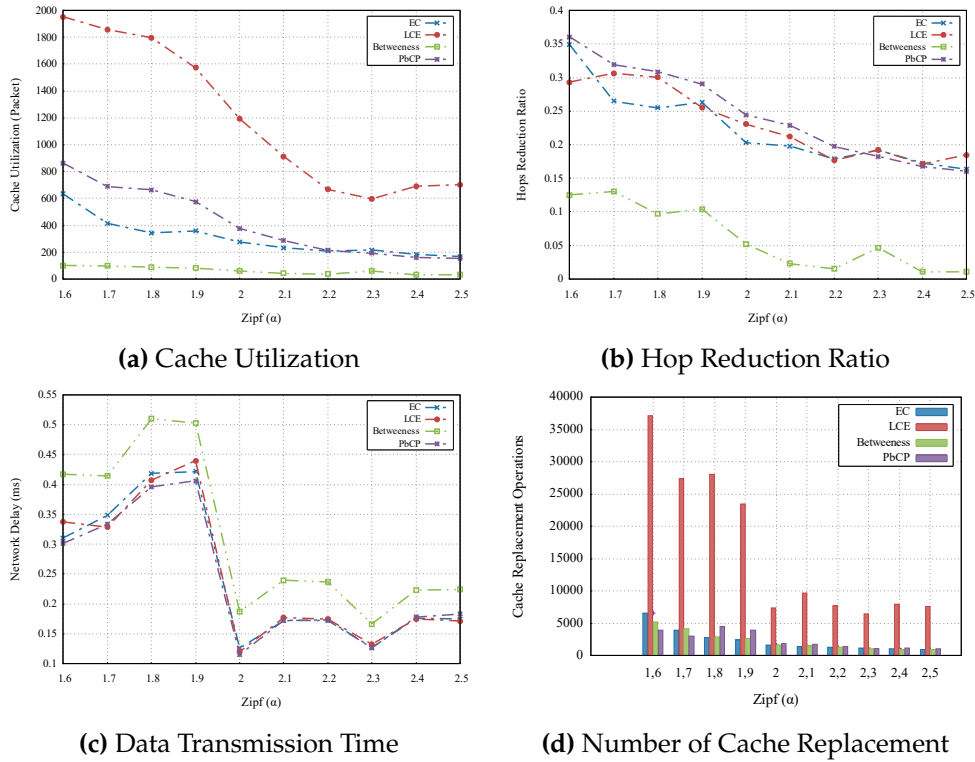 2000
1800
1600
1400
1200
1000
800
600
400
200
0
Cache Utilization (Packet)
EC
LCE
Betweeness
PbCP
1.6 1.7 1.8 1.9 2 2.1 2.2 2.3 2.4 2.5
Zipf (α)
(a) Cache Utilization
0.4
0.35
0.3
0.25
0.2
0.15
0.1
0.05
0
Hops Reduction Ratio
EC
LCE
Betweeness
PbCP
1.6 1.7 1.8 1.9 2 2.1 2.2 2.3 2.4 2.5
Zipf (α)
(b) Hop Reduction Ratio
0.55
0.5
0.45
0.4
0.35
0.3
0.25
0.2
0.15
0.1
Network Delay (ms)
EC
LCE
Betweeness
PbCP
1.6 1.7 1.8 1.9 2 2.1 2.2 2.3 2.4 2.5
Zipf (α)
(c) Data Transmission Time
40000
35000
30000
25000
20000
15000
10000
5000
0
Cache Replacement Operations
EC
LCE
Betweeness
PbCP
1,6 1,7 1,8 1,9 2 2,1 2,2 2,3 2,4 2,5
Zipf (α)
(d) Number of Cache Replacement